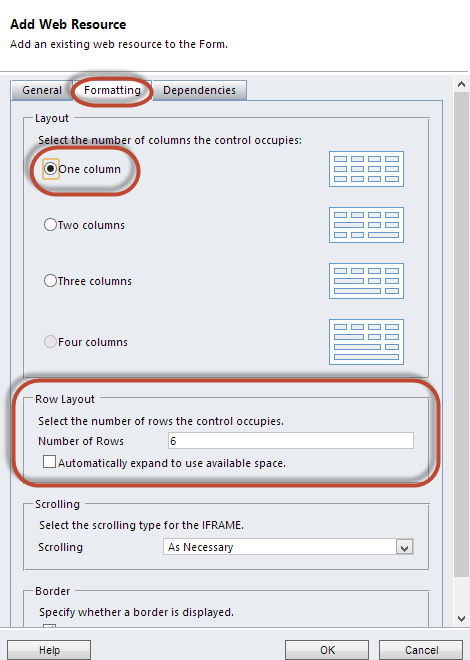 Add Web Resource
Add an existing web resource to the Form.
General Formatting Dependencies
Layout
Select the number of columns the control occupies:
One column
Two columns
Three columns
Four columns
Row Layout
Select the number of rows the control occupies.
Number of Rows 6
Automatically expand to use available space.
Scrolling
Select the scrolling type for the IFRAME.
Scrolling As Necessary
Border
Specify whether a border is displayed.
Help OK Cancel